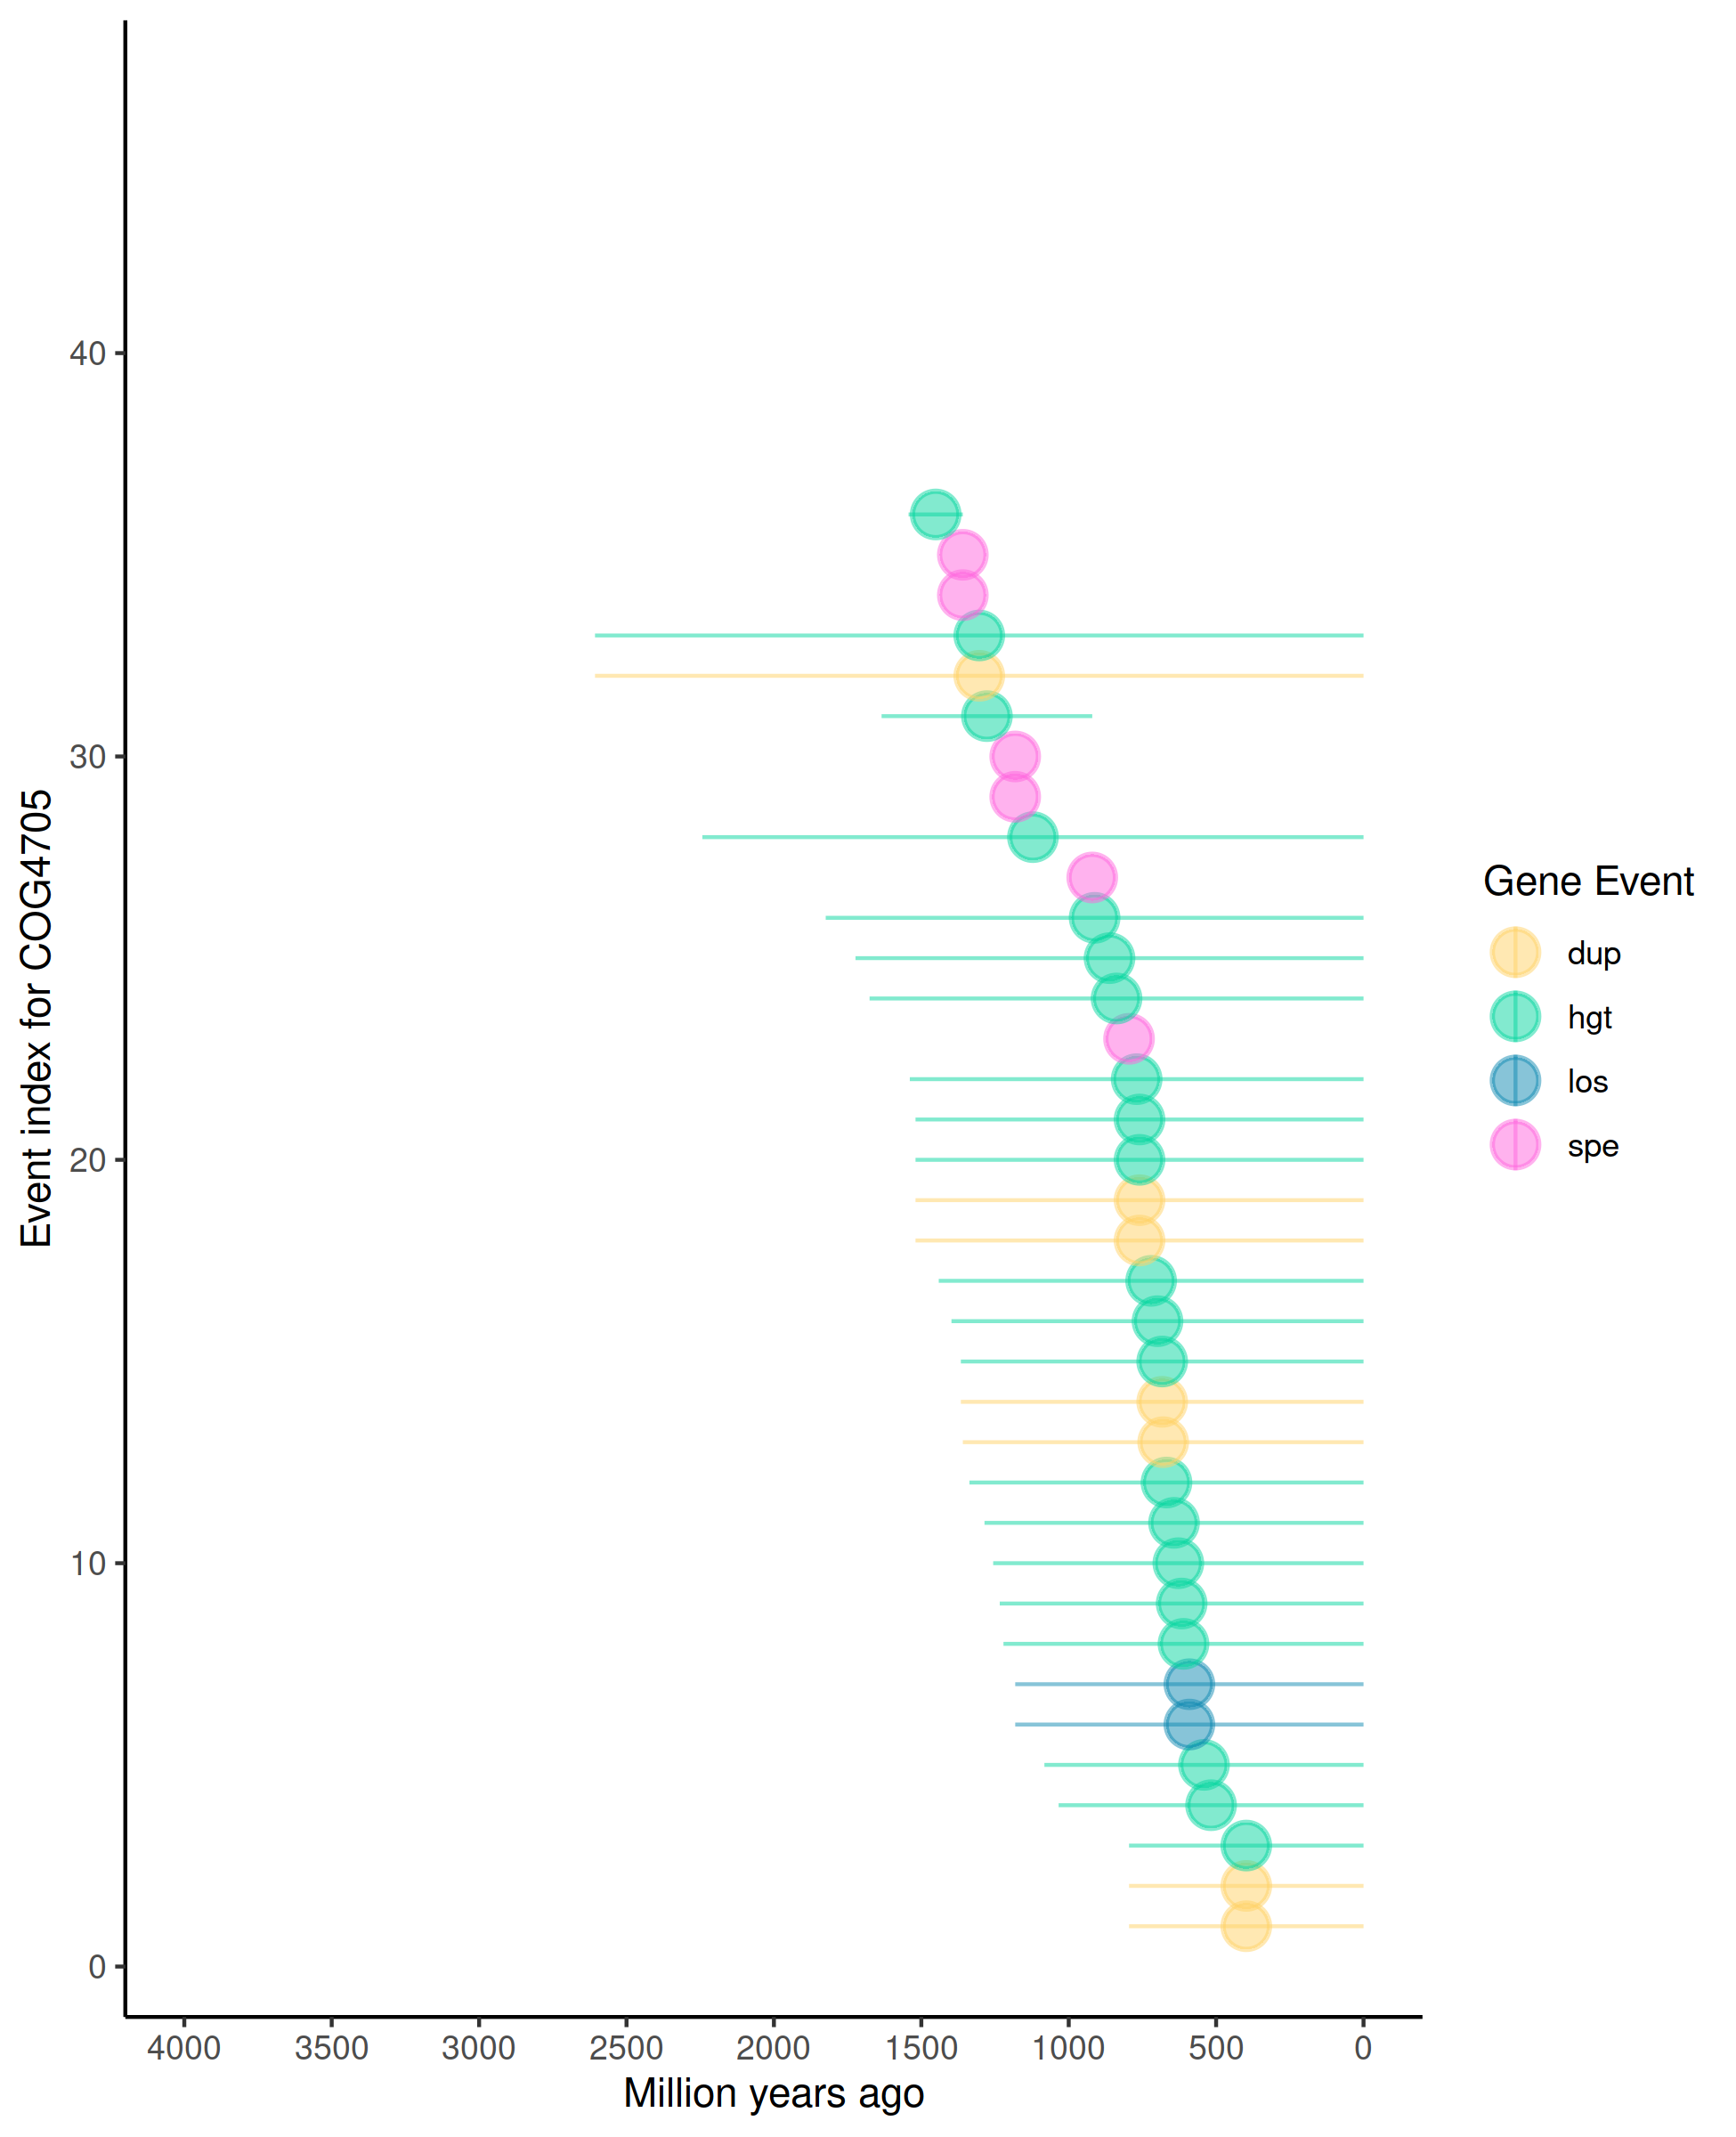 40
30
20
10
0
Event index for COG4705
4000 3500 3000 2500 2000 1500 1000 500 0
Million years ago
Gene Event
dup
hgt
los
spe